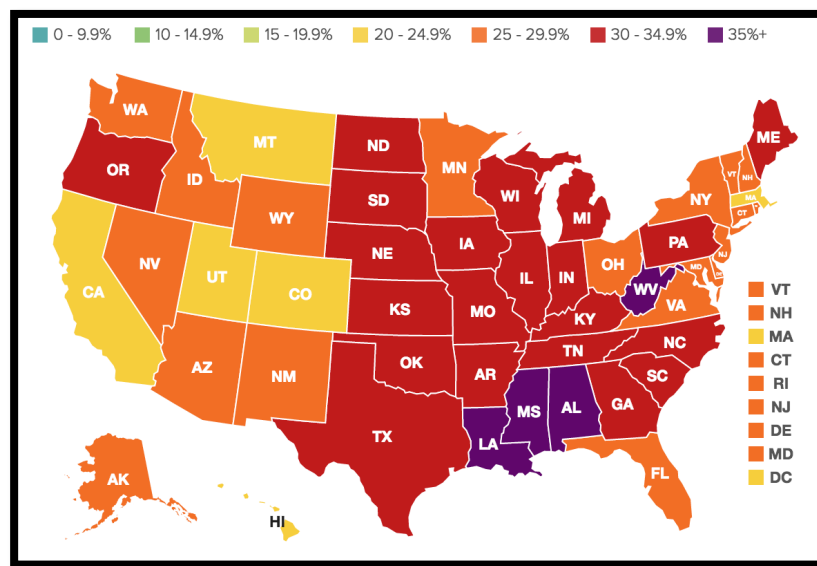 0 - 9.9% 10 - 14.9% 15 - 19.9% 20 - 24.9% 25 - 29.9% 30 - 34.9% 35%+
WA
MT
ND
ME
OR
MN
VT
NH
ID
SD
WI
NY
MA
WY
MI
CT
IA
PA
NE
NJ
NV
OH
UT
IL
IN
MD
DE
CA
CO
WV
VT
KS
MO
VA
KY
NH
NC
MA
TN
AZ
OK
CT
NM
AR
SC
RI
GA
MS
AL
NJ
TX
DE
LA
MD
FL
AK
DC
HI